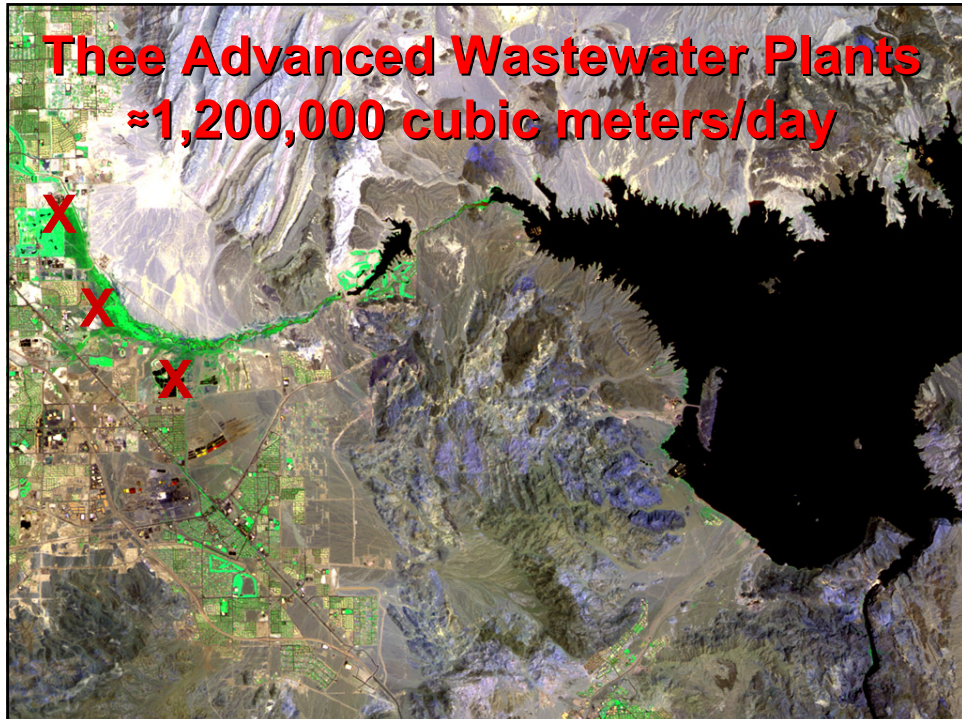 Thee Advanced Wastewater Plants
≈1,200,000 cubic meters/day
X
X
X